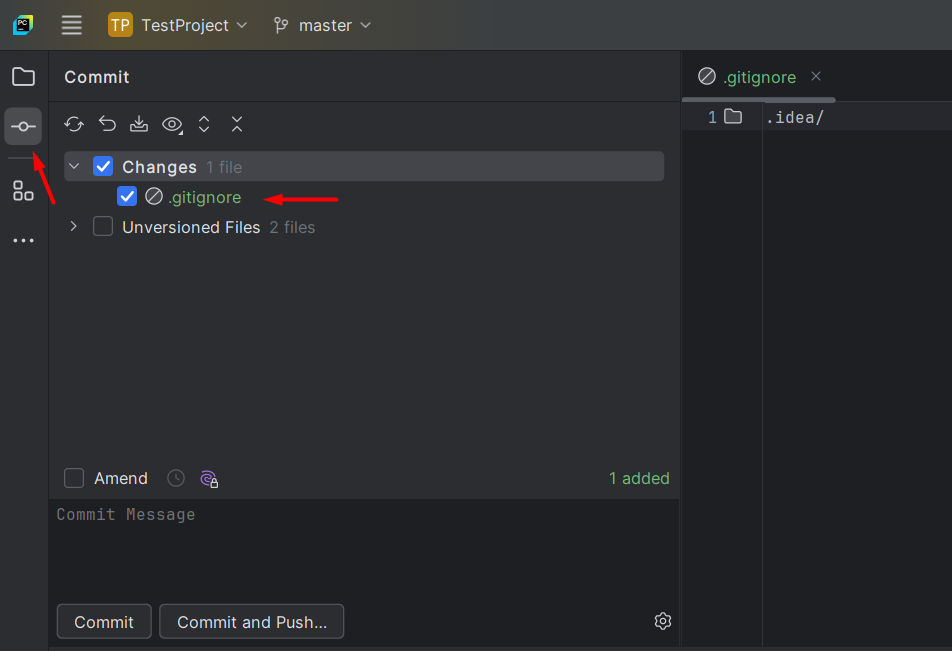 PC
TP TestProject master
Commit
.gitignore
1 .idea/
Changes 1 file
.gitignore
Unversioned Files 2 files
Amend
1 added
Commit Message
Commit
Commit and Push...